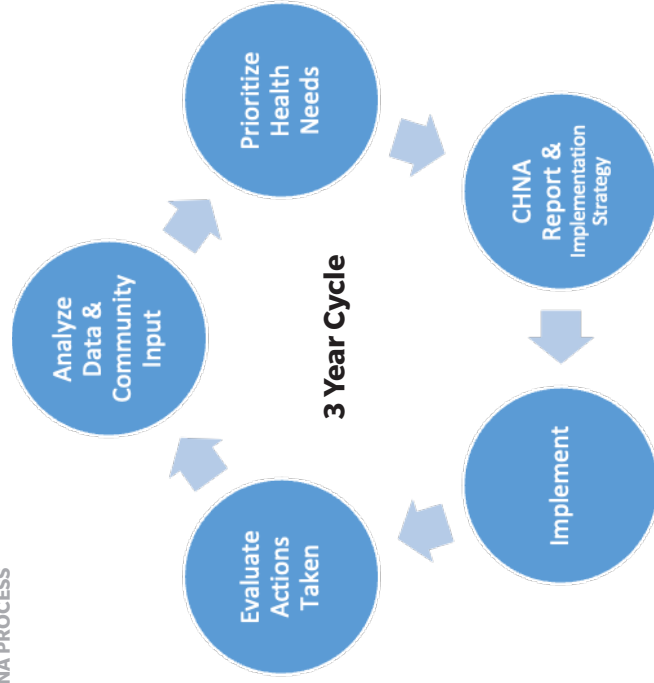 NA PROCESS
Analyze
Data &
Community
Input
Prioritize
Health
Needs
CHNA
Report &
Implementation
Strategy
Implement
Evaluate
Actions
Taken
3 Year Cycle